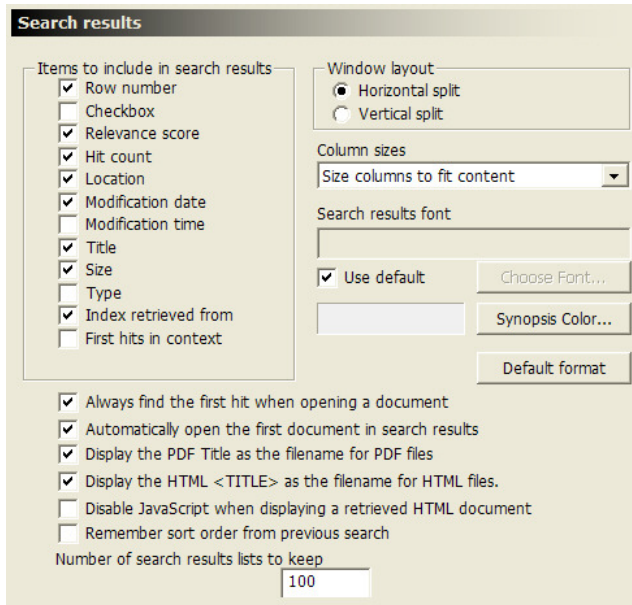 Search results
Items to include in search results
Row number
Checkbox
Relevance score
Hit count
Location
Modification date
Modification time
Title
Size
Type
Index retrieved from
First hits in context
Window layout
Horizontal split
Vertical split
Column sizes
Size columns to fit content
Search results font
Use default
Choose Font...
Synopsis Color...
Default format
Always find the first hit when opening a document
Automatically open the first document in search results
Display the PDF Title as the filename for PDF files
Display the HTML <TITLE> as the filename for HTML files.
Disable JavaScript when displaying a retrieved HTML document
Remember sort order from previous search
Number of search results lists to keep
100